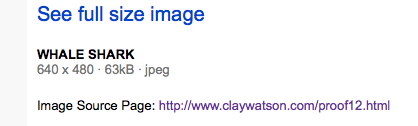 See full size image
WHALE SHARK
640 x 480 · 63kB · jpeg
Image Source Page: http://www.claywatson.com/proof12.html